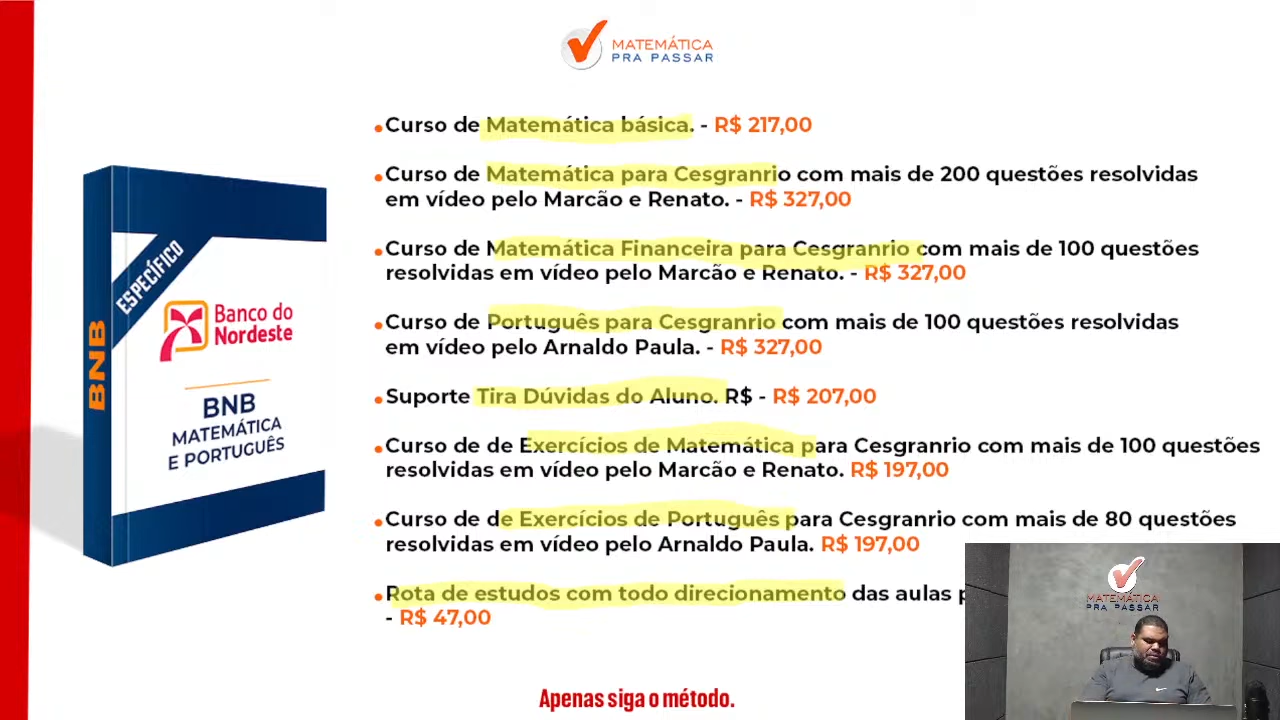 MATEMÁTICA
PRA PASSAR
Curso de Matemática básica. - R$ 217,00
Curso de Matemática para Cesgranrio com mais de 200 questões resolvidas
em vídeo pelo Marcão e Renato. - R$ 327,00
Curso de Matemática Financeira para Cesgranrio com mais de 100 questões
resolvidas em vídeo pelo Marcão e Renato. - R$ 327,00
Curso de Português para Cesgranrio com mais de 100 questões resolvidas
em vídeo pelo Arnaldo Paula. - R$ 327,00
Suporte Tira Dúvidas do Aluno. R$ - R$ 207,00
Curso de de Exercícios de Matemática para Cesgranrio com mais de 100 questões
resolvidas em vídeo pelo Marcão e Renato. R$ 197,00
Curso de de Exercícios de Português para Cesgranrio com mais de 80 questões
resolvidas em vídeo pelo Arnaldo Paula. R$ 197,00
Rota de estudos com todo direcionamento das aulas
- R$ 47,00
ESPECÍFICO
BNB
Banco do
Nordeste
BNB
MATEMÁTICA
E PORTUGUÊS
MATEMÁTICA
PRA PASSAR
Apenas siga o método.